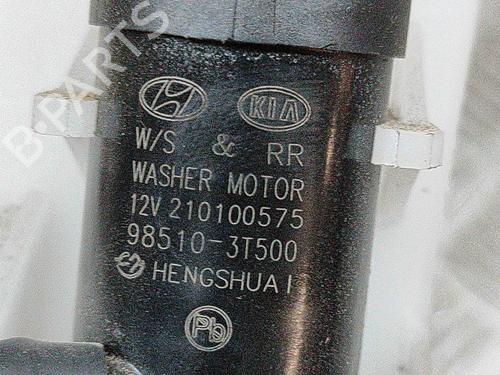 B-PARTS
H KIA
W/S & RR
WASHER MOTOR
12V 210100575
98510-3T500
HENGSHUAI
Pb